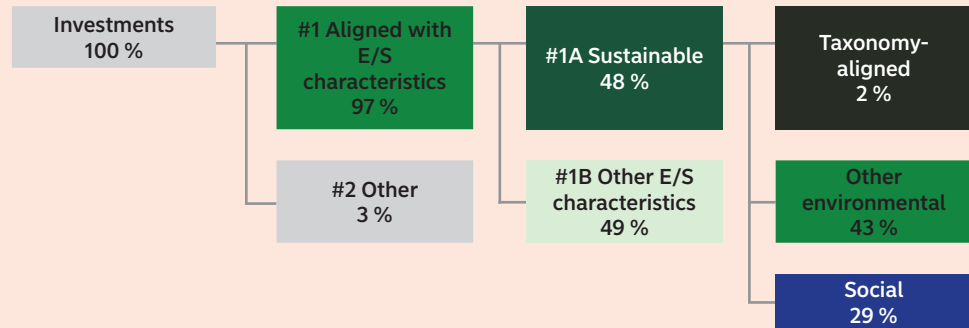 Investments
100 %
#1 Aligned with
E/S
characteristics
97 %
#2 Other
3 %
#1A Sustainable
48 %
#1B Other E/S
characteristics
49 %
Taxonomy-
aligned
2 %
Other
environmental
43 %
Social
29 %